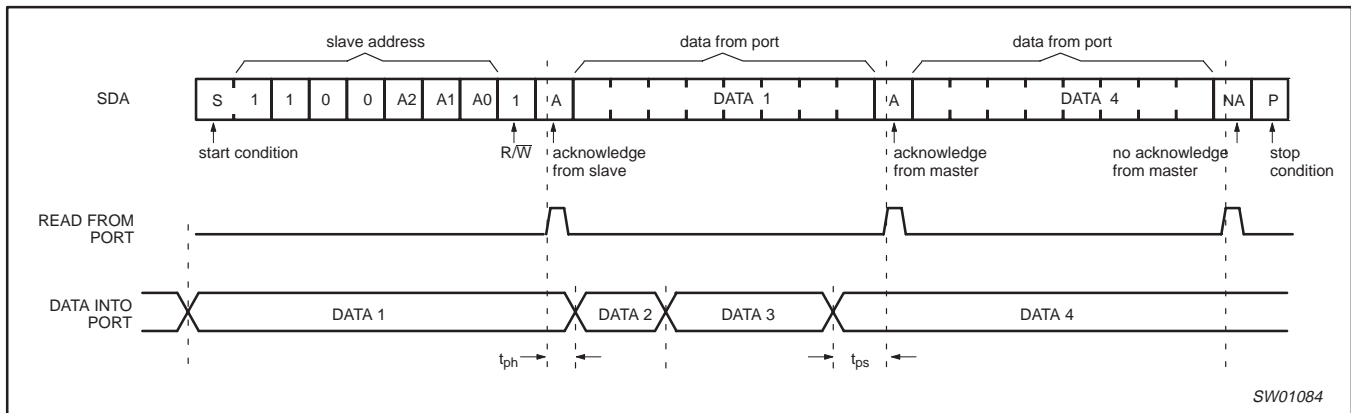 slave address data from port data from port
SDA S 1 1 0 0 A2 A1 A0 1 A DATA 1 A DATA 4 NA P
start condition R/W̅ acknowledge from slave acknowledge from master no acknowledge from master stop condition
READ FROM PORT
DATA INTO PORT DATA 1 DATA 2 DATA 3 DATA 4
tph tps
SW01084